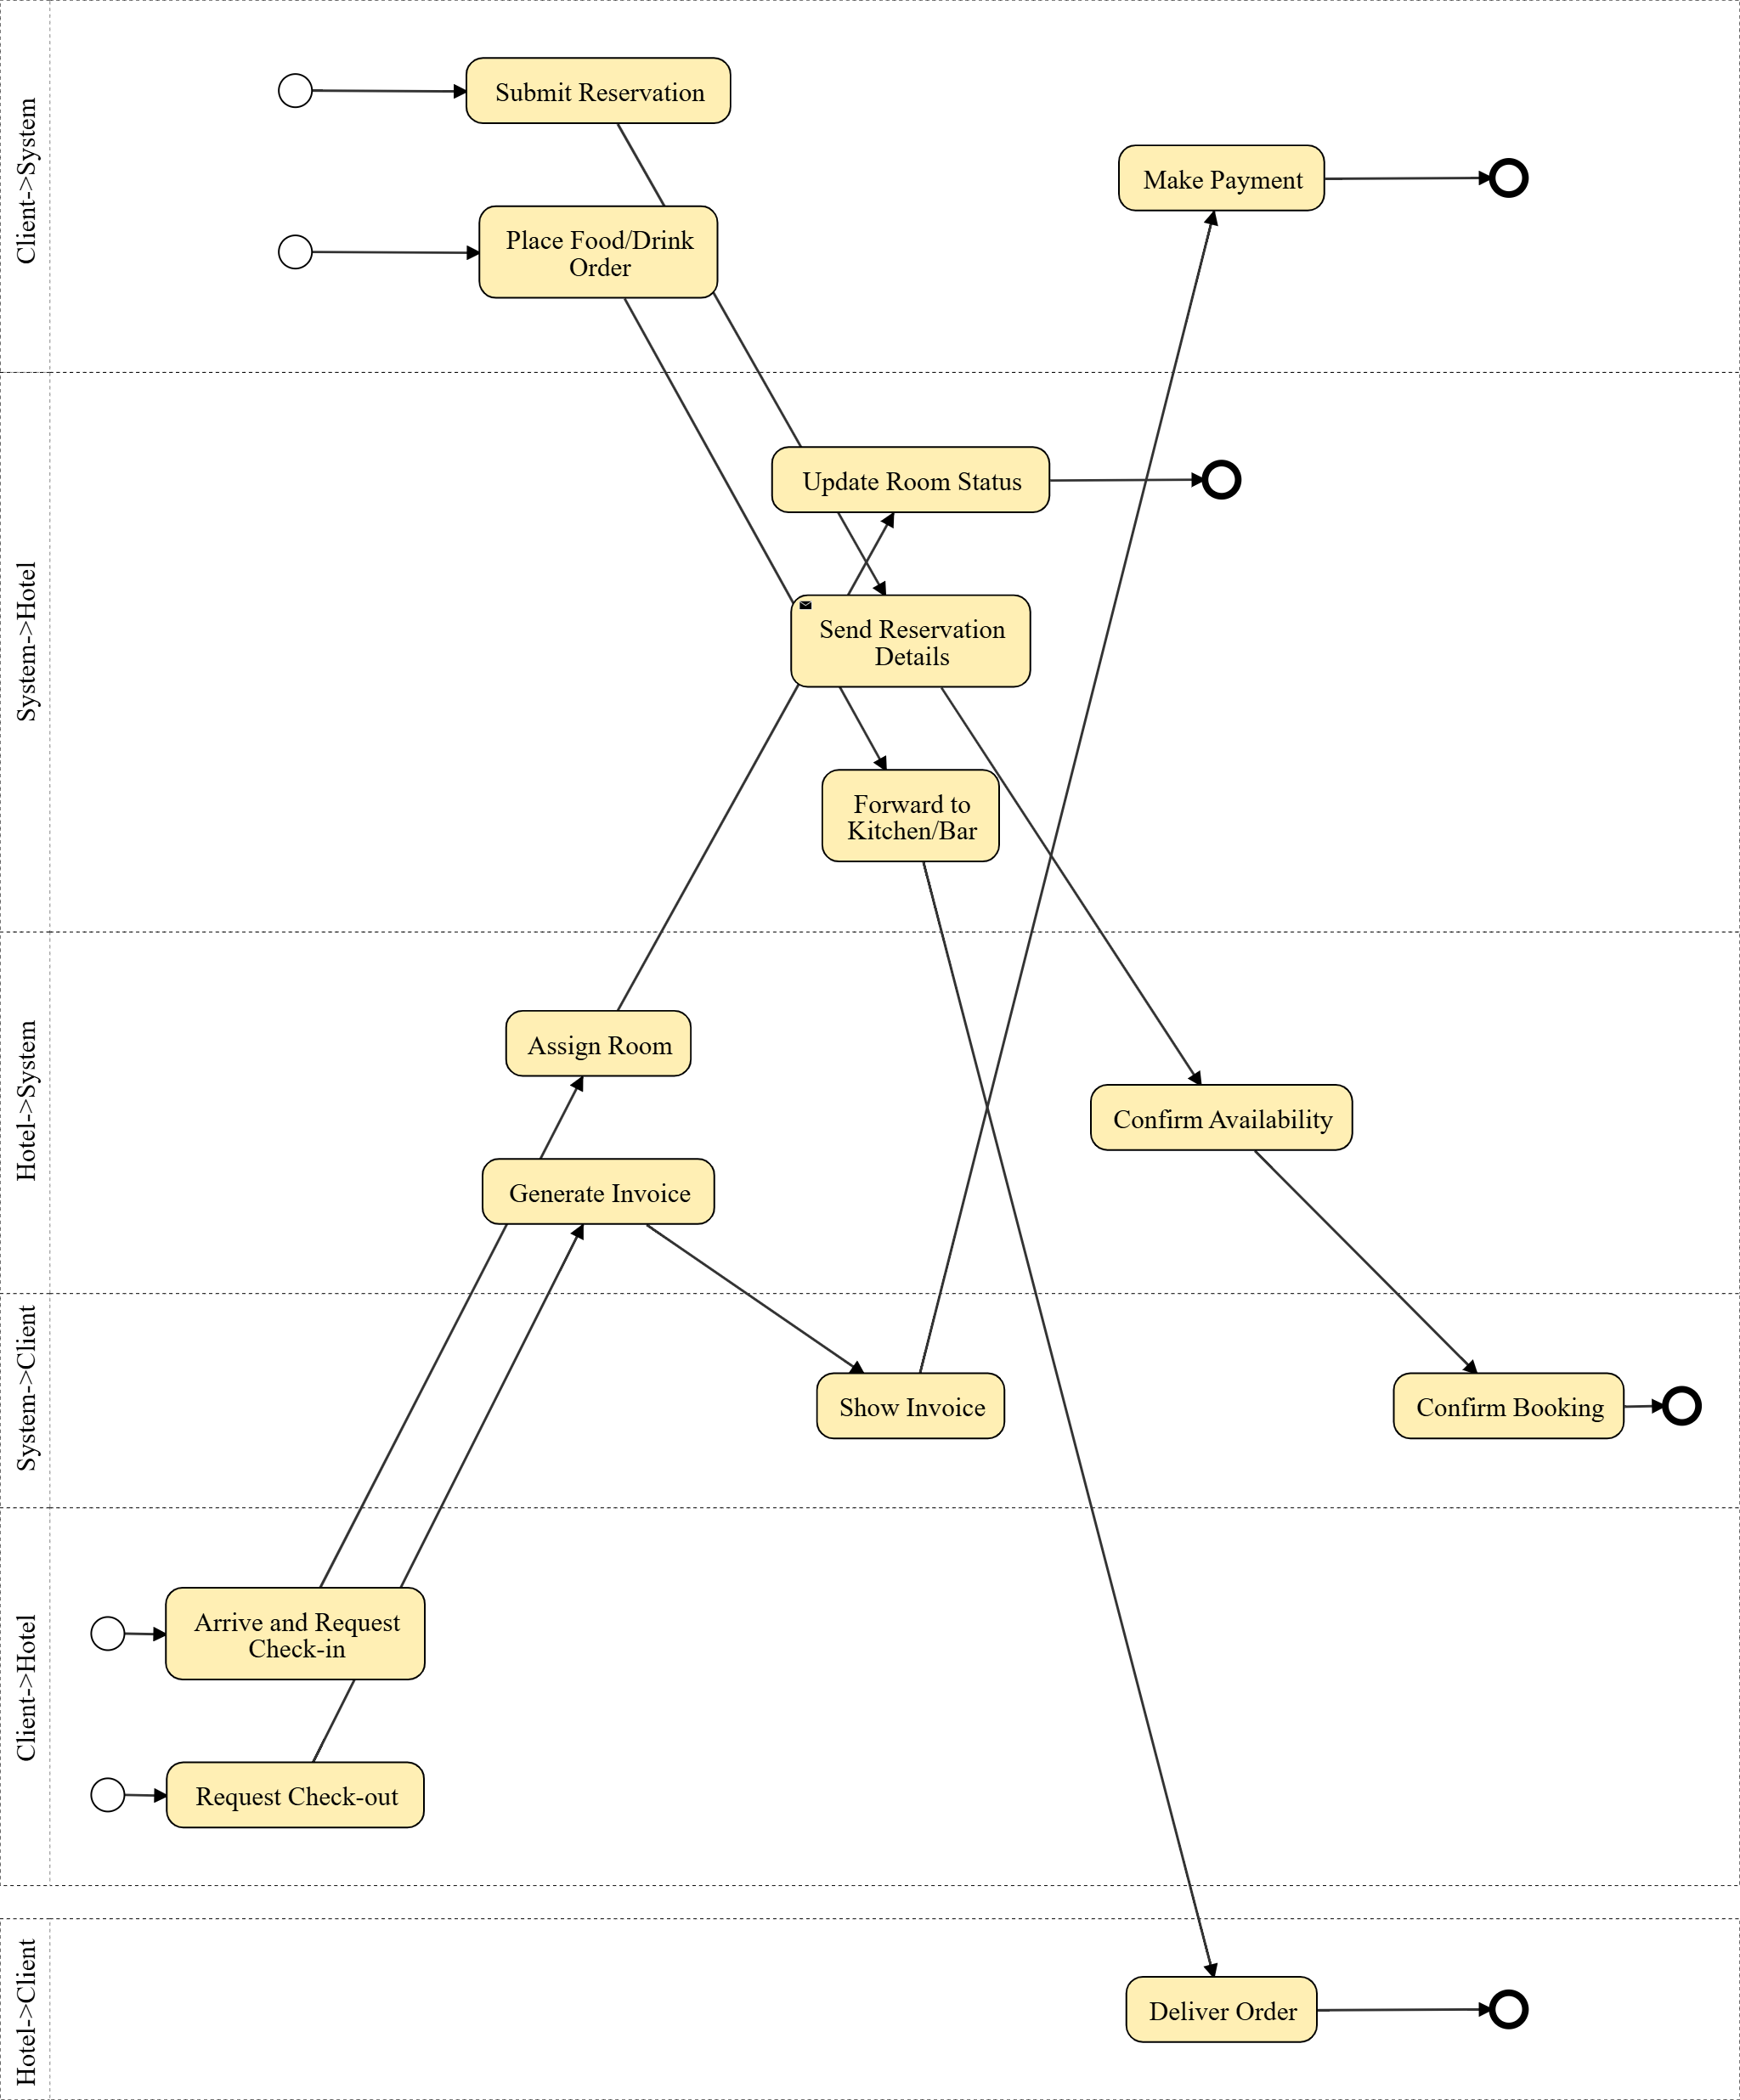 Client->System
Submit Reservation
Make Payment
Place Food/Drink
Order
System->Hotel
Update Room Status
Send Reservation
Details
Forward to
Kitchen/Bar
Hotel->System
Assign Room
Confirm Availability
Generate Invoice
System->Client
Show Invoice
Confirm Booking
Client->Hotel
Arrive and Request
Check-in
Request Check-out
Hotel->Client
Deliver Order